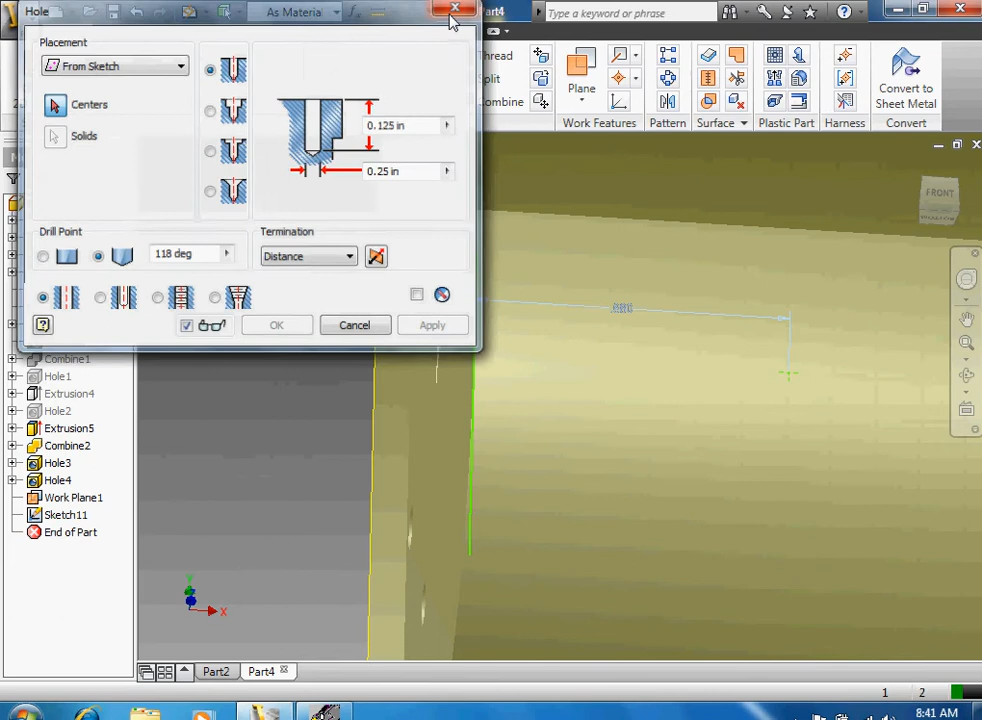 Hole
As Material
Part4
Type a keyword or phrase
Placement
From Sketch
Centers
Solids
0.125 in
0.25 in
Drill Point
118 deg
Termination
Distance
OK
Cancel
Apply
Thread
Split
Combine
Plane
Work Features
Pattern
Surface
Plastic Part
Harness
Convert to
Sheet Metal
Convert
FRONT
Combine1
Hole1
Extrusion4
Hole2
Extrusion5
Combine2
Hole3
Hole4
Work Plane1
Sketch11
End of Part
Y
X
Part2
Part4
1
2
8:41 AM